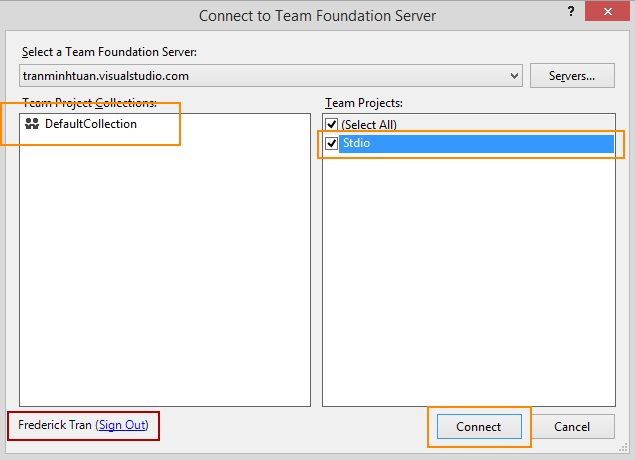 Connect to Team Foundation Server
?
Select a Team Foundation Server:
tranminhtuan.visualstudio.com
Servers...
Team Project Collections:
Team Projects:
DefaultCollection
(Select All)
Stdio
Frederick Tran (Sign Out)
Connect
Cancel